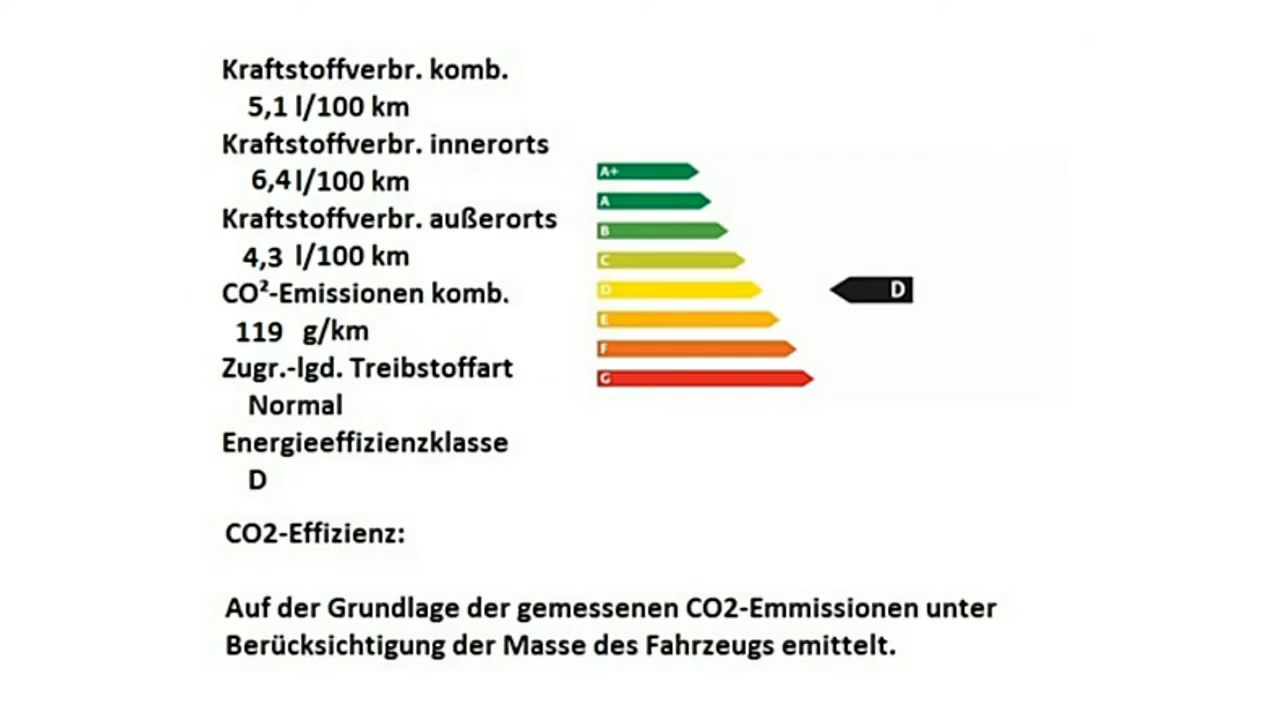 Kraftstoffverbr. komb.
5,1 l/100 km
Kraftstoffverbr. innerorts
6,4 l/100 km
Kraftstoffverbr. außerorts
4,3 l/100 km
CO²-Emissionen komb.
119 g/km
Zugr.-lgd. Treibstoffart
Normal
Energieeffizienzklasse
D
A+
A
B
C
D
D
E
F
G
CO2-Effizienz:
Auf der Grundlage der gemessenen CO2-Emmissionen unter
Berücksichtigung der Masse des Fahrzeugs emittelt.